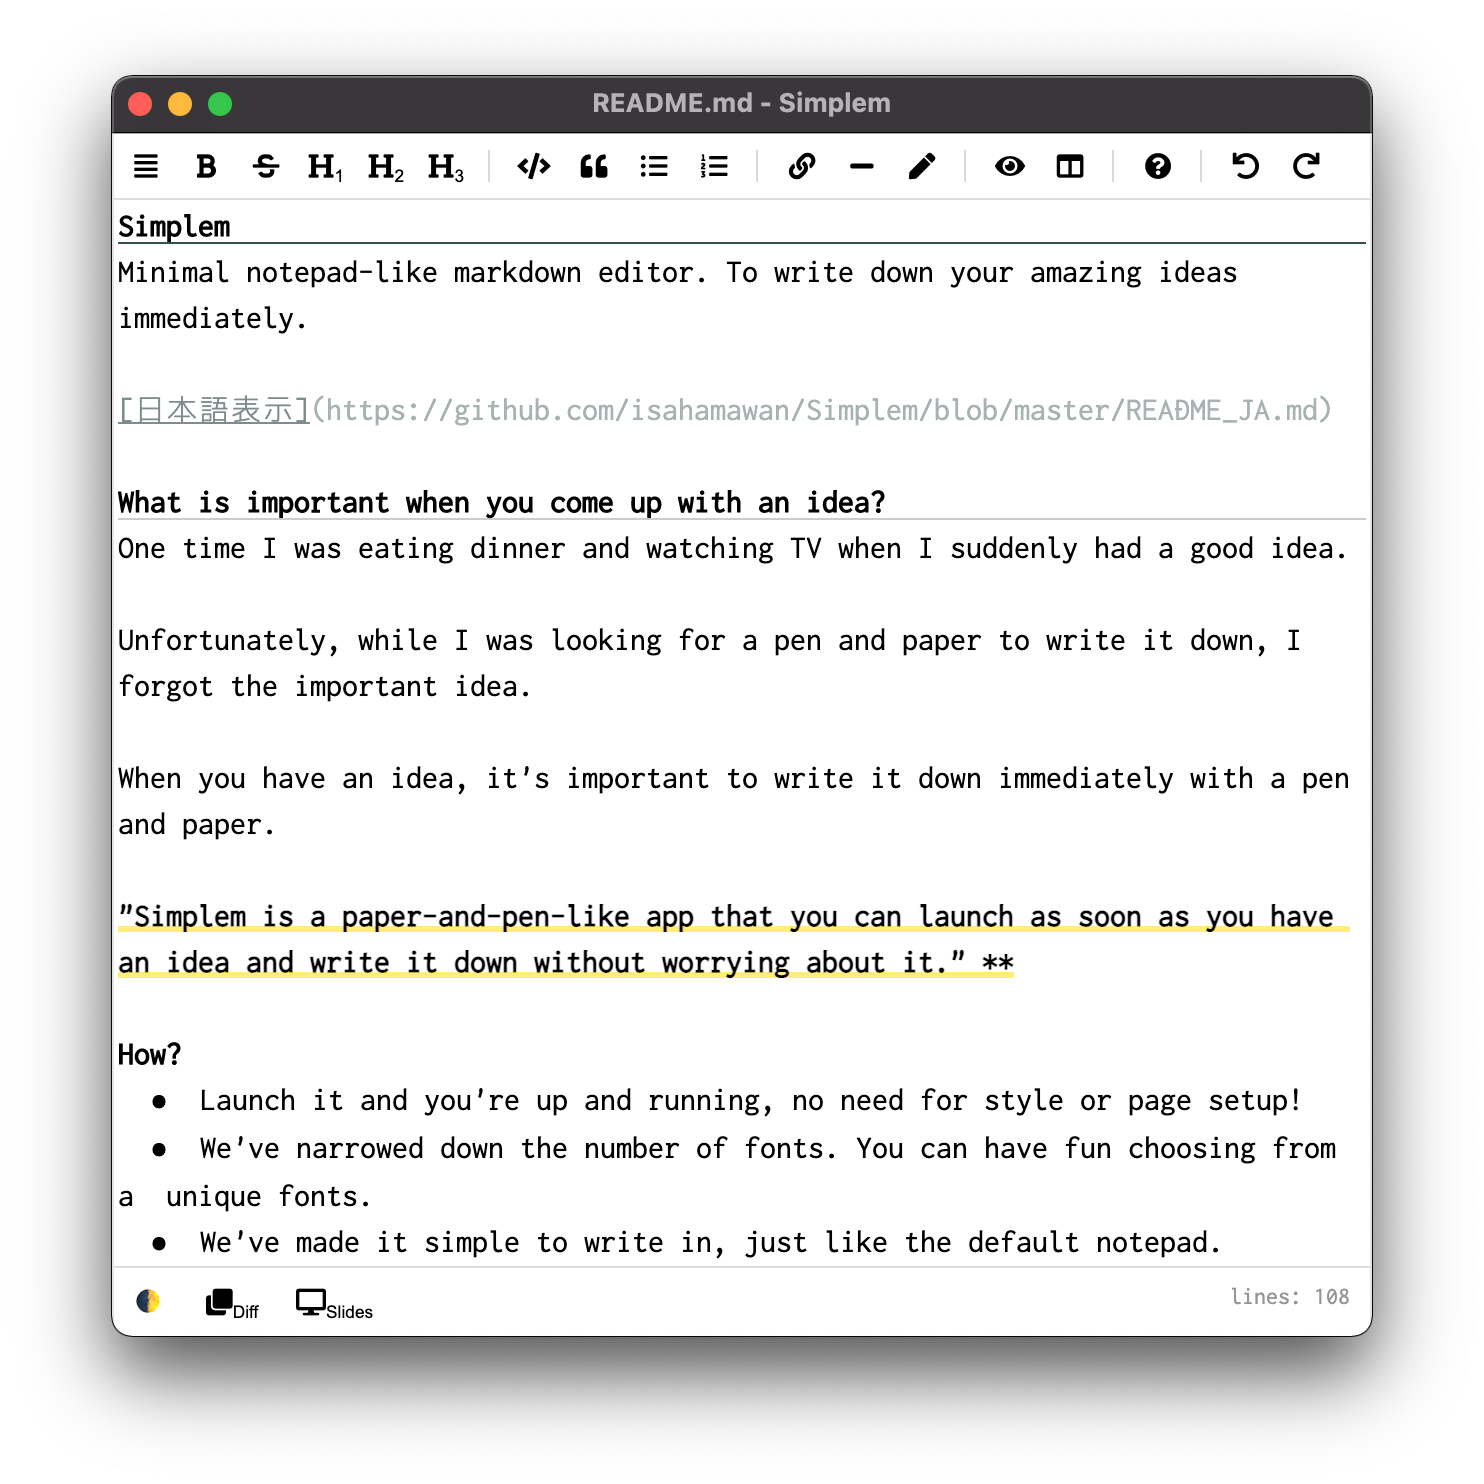 README.md - Simplem
B S H1 H2 H3
Simplem
Minimal notepad-like markdown editor. To write down your amazing ideas
immediately.
[日本語表示](https://github.com/isahamawan/Simplem/blob/master/README_JA.md)
What is important when you come up with an idea?
One time I was eating dinner and watching TV when I suddenly had a good idea.
Unfortunately, while I was looking for a pen and paper to write it down, I
forgot the important idea.
When you have an idea, it's important to write it down immediately with a pen
and paper.
"Simplem is a paper-and-pen-like app that you can launch as soon as you have
an idea and write it down without worrying about it." **
How?
● Launch it and you're up and running, no need for style or page setup!
● We've narrowed down the number of fonts. You can have fun choosing from
a  unique fonts.
● We've made it simple to write in, just like the default notepad.
Diff Slides lines: 108